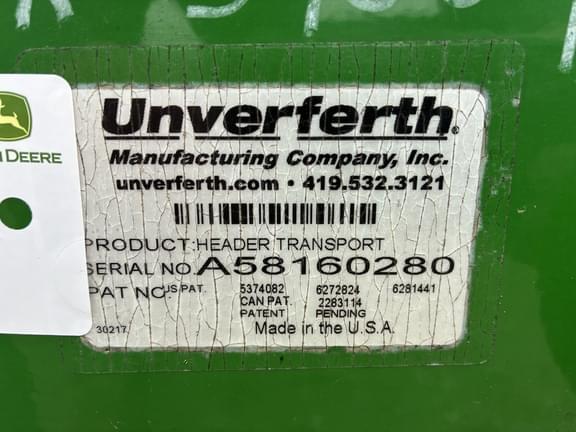 Unverferth®
Manufacturing Company, Inc.
unverferth.com • 419.532.3121
DEERE
PRODUCT: HEADER TRANSPORT
SERIAL NO A58160280
PAT NO. US PAT. 5374082 6272824 6281441
CAN PAT. 2283114
PATENT PENDING
30217 Made in the U.S.A.